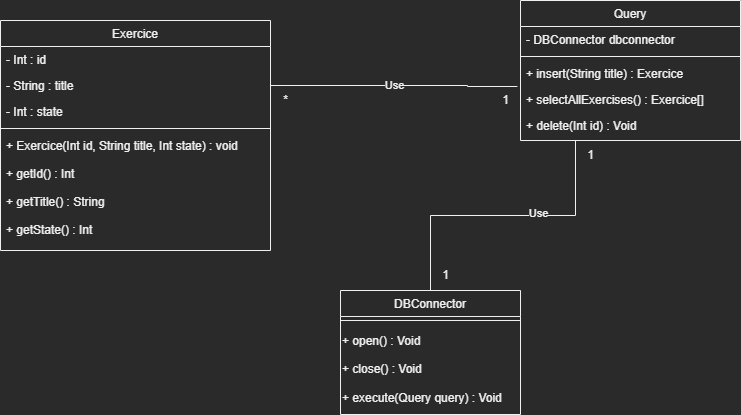 Exercice
- Int : id
- String : title
- Int : state
+ Exercice(Int id, String title, Int state) : void
+ getId() : Int
+ getTitle() : String
+ getState() : Int
*
Use
1
Query
- DBConnector dbconnector
+ insert(String title) : Exercice
+ selectAllExercises() : Exercice[]
+ delete(Int id) : Void
1
Use
1
DBConnector
+ open() : Void
+ close() : Void
+ execute(Query query) : Void